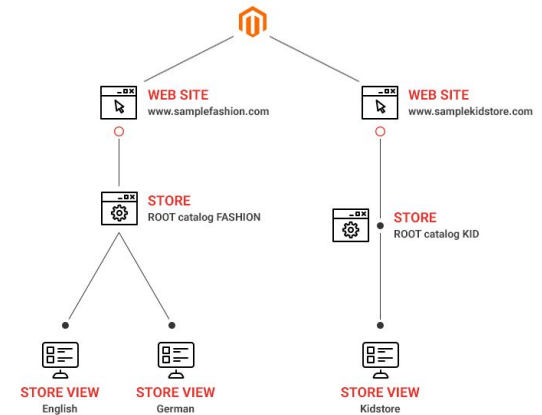 WEB SITE
www.samplefashion.com
WEB SITE
www.samplekidstore.com
STORE
ROOT catalog FASHION
STORE
ROOT catalog KID
STORE VIEW
English
STORE VIEW
German
STORE VIEW
Kidstore